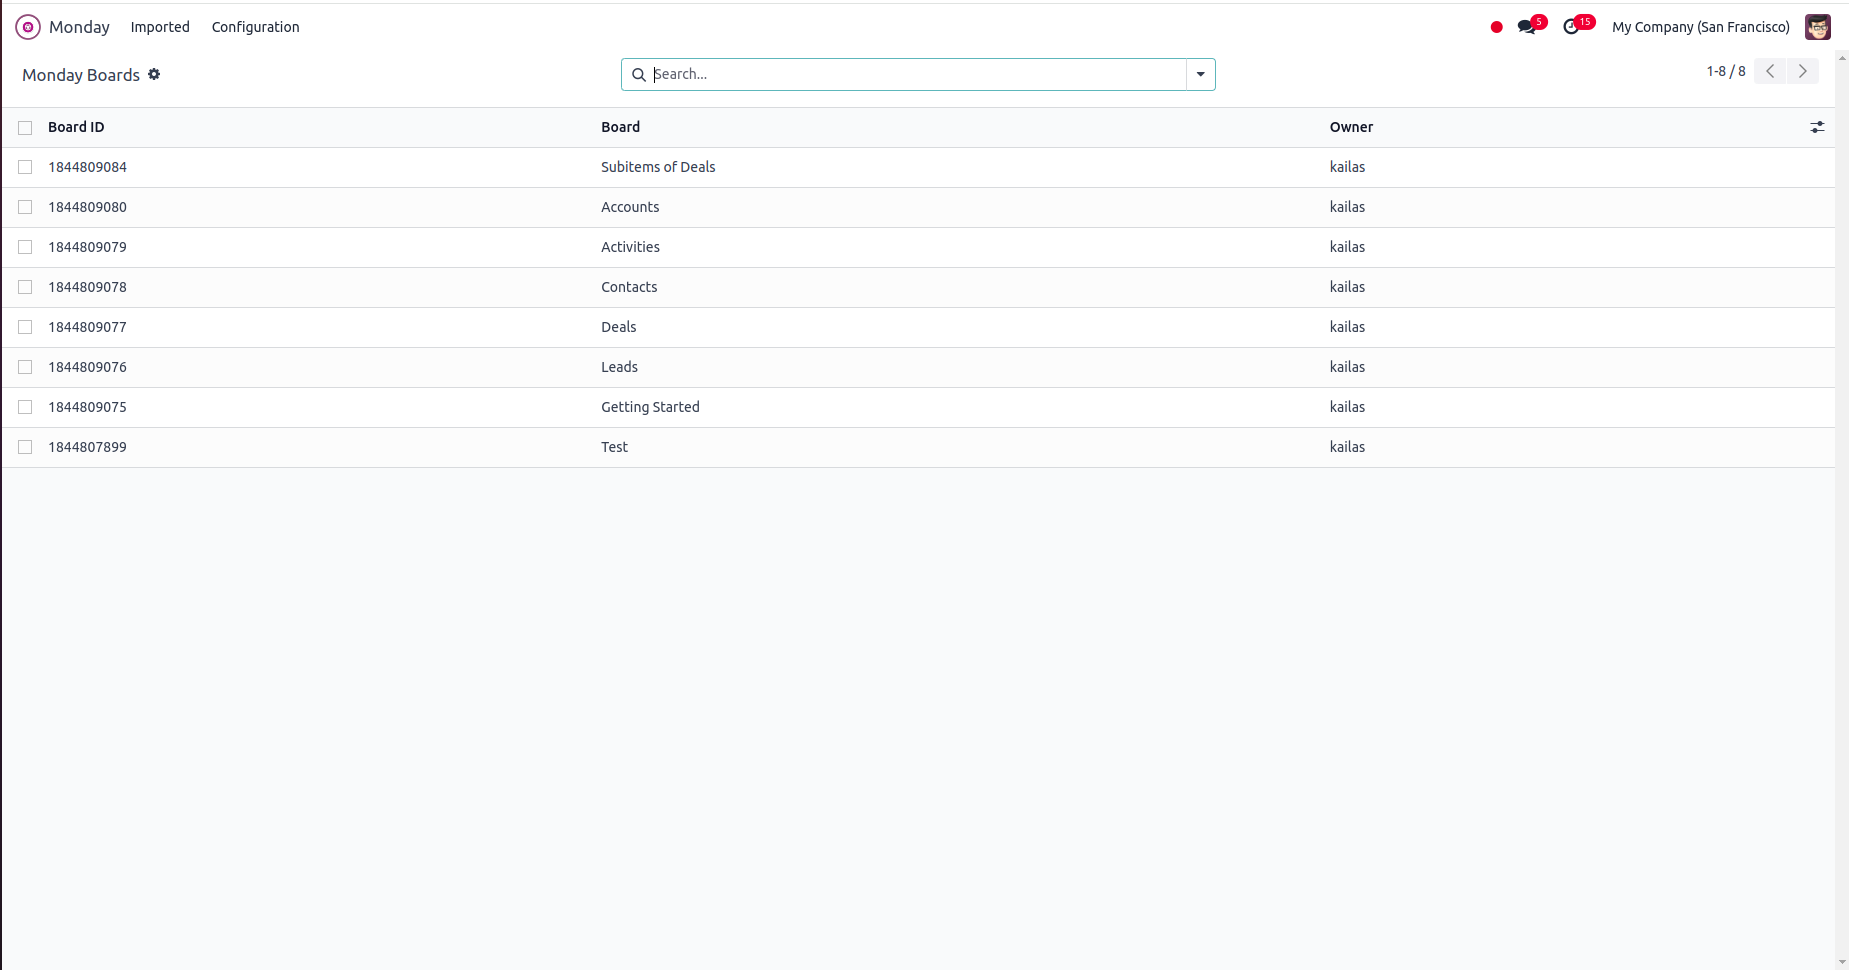 Monday Imported Configuration 5 15 My Company (San Francisco)
Monday Boards Search... 1-8 / 8
Board ID Board Owner
1844809084 Subitems of Deals kailas
1844809080 Accounts kailas
1844809079 Activities kailas
1844809078 Contacts kailas
1844809077 Deals kailas
1844809076 Leads kailas
1844809075 Getting Started kailas
1844807899 Test kailas